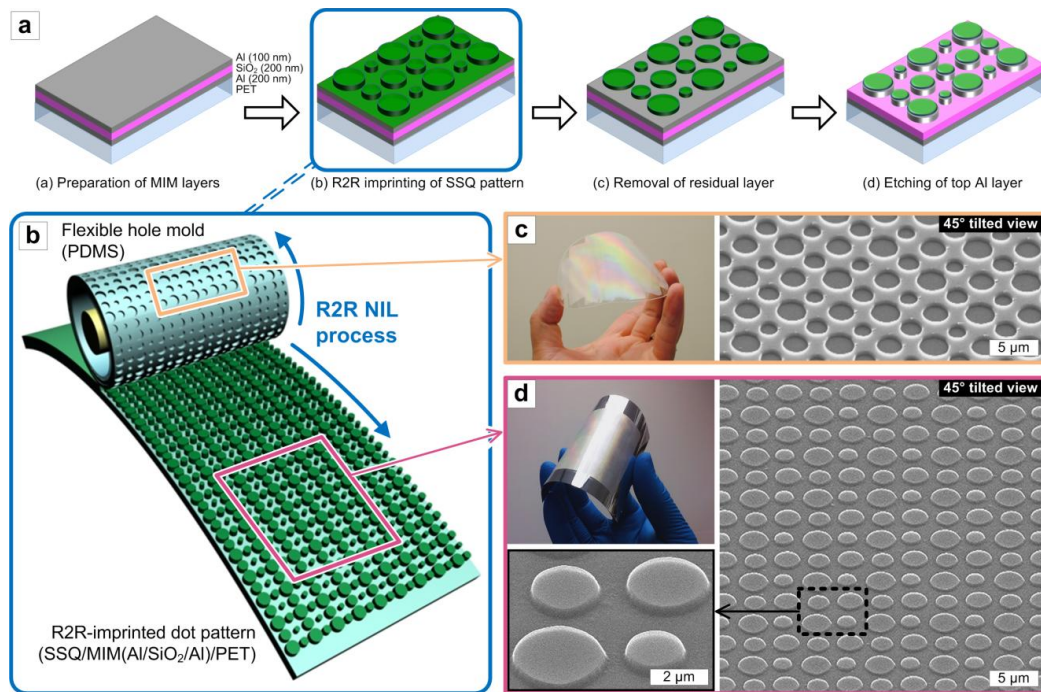 a
Al (100 nm)
SiO₂ (200 nm)
Al (200 nm)
PET
(a) Preparation of MIM layers
(b) R2R imprinting of SSQ pattern
(c) Removal of residual layer
(d) Etching of top Al layer
b
Flexible hole mold
(PDMS)
R2R NIL
process
R2R-imprinted dot pattern
(SSQ/MIM(Al/SiO₂/Al)/PET)
c
45° tilted view
5 μm
d
45° tilted view
2 μm
5 μm